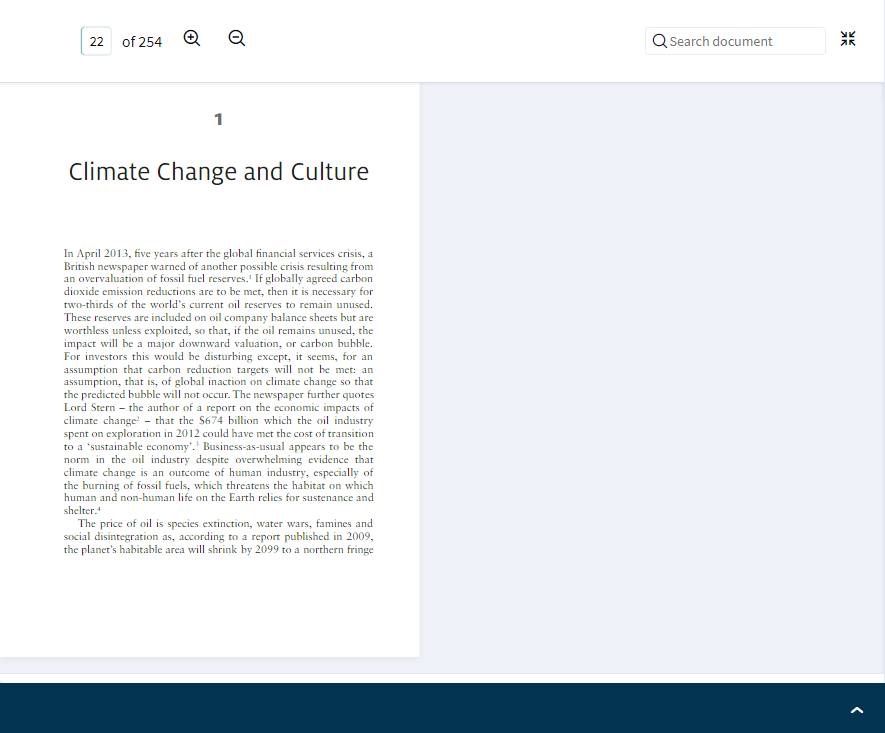 22 of 254
Search document
1
Climate Change and Culture
In April 2013, five years after the global financial services crisis, a
British newspaper warned of another possible crisis resulting from
an overvaluation of fossil fuel reserves.¹ If globally agreed carbon
dioxide emission reductions are to be met, then it is necessary for
two-thirds of the world's current oil reserves to remain unused.
These reserves are included on oil company balance sheets but are
worthless unless exploited, so that, if the oil remains unused, the
impact will be a major downward valuation, or carbon bubble.
For investors this would be disturbing except, it seems, for an
assumption that carbon reduction targets will not be met: an
assumption, that is, of global inaction on climate change so that
the predicted bubble will not occur. The newspaper further quotes
Lord Stern – the author of a report on the economic impacts of
climate change² – that the $674 billion which the oil industry
spent on exploration in 2012 could have met the cost of transition
to a 'sustainable economy'.³ Business-as-usual appears to be the
norm in the oil industry despite overwhelming evidence that
climate change is an outcome of human industry, especially of
the burning of fossil fuels, which threatens the habitat on which
human and non-human life on the Earth relies for sustenance and
shelter.⁴
The price of oil is species extinction, water wars, famines and
social disintegration as, according to a report published in 2009,
the planet's habitable area will shrink by 2099 to a northern fringe